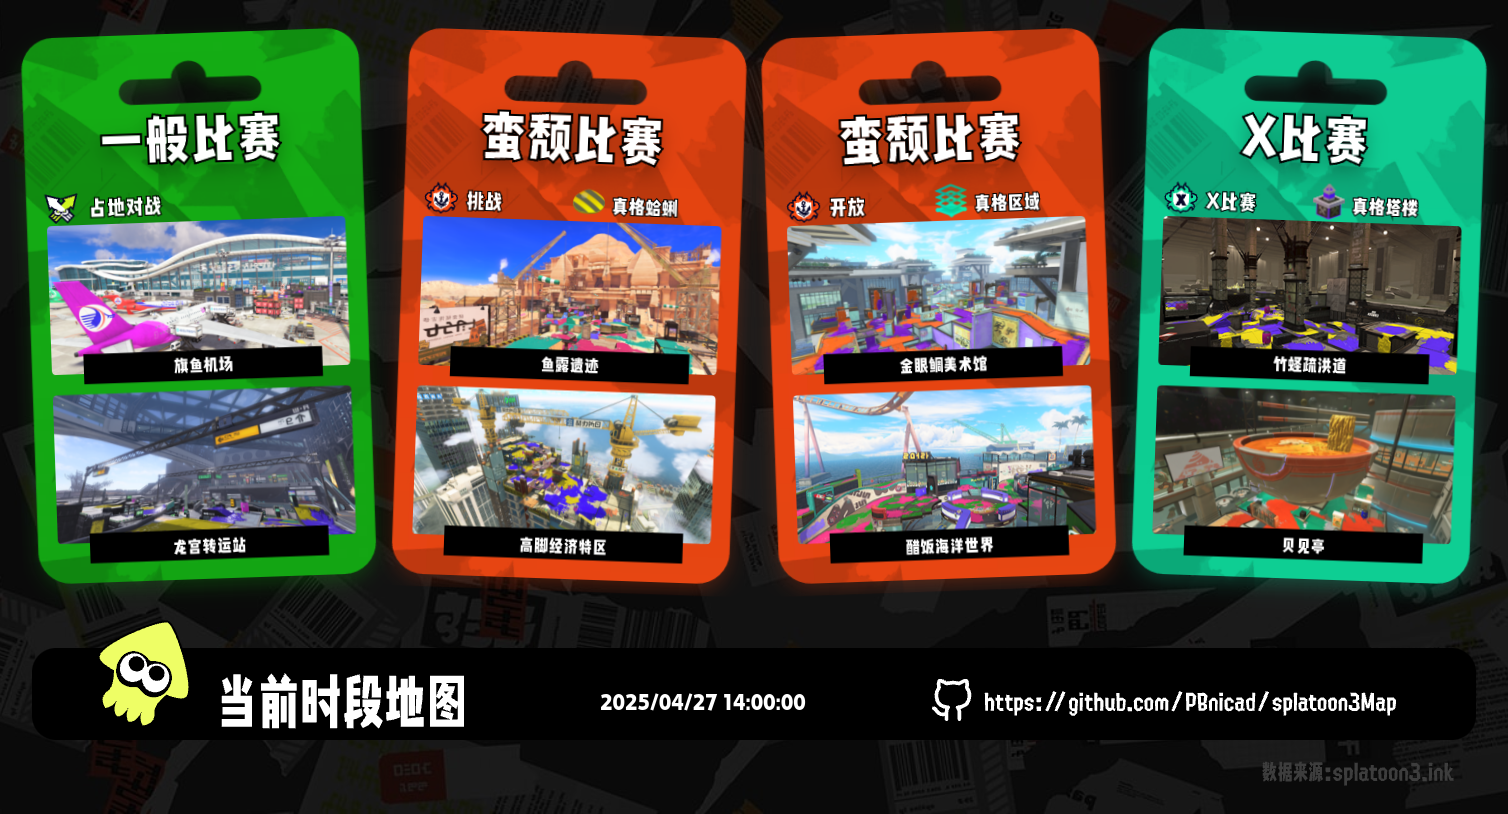 一般比赛
占地对战
旗鱼机场
龙宫转运站
蛮颓比赛
挑战
真格蛤蜊
鱼露遗迹
高脚经济特区
蛮颓比赛
开放
真格区域
金眼鲷美术馆
醋饭海洋世界
X比赛
X比赛
真格塔楼
竹蛏疏洪道
贝见亭
当前时段地图
2025/04/27 14:00:00
https://github.com/PBnicad/splatoon3Map
数据来源:splatoon3.ink